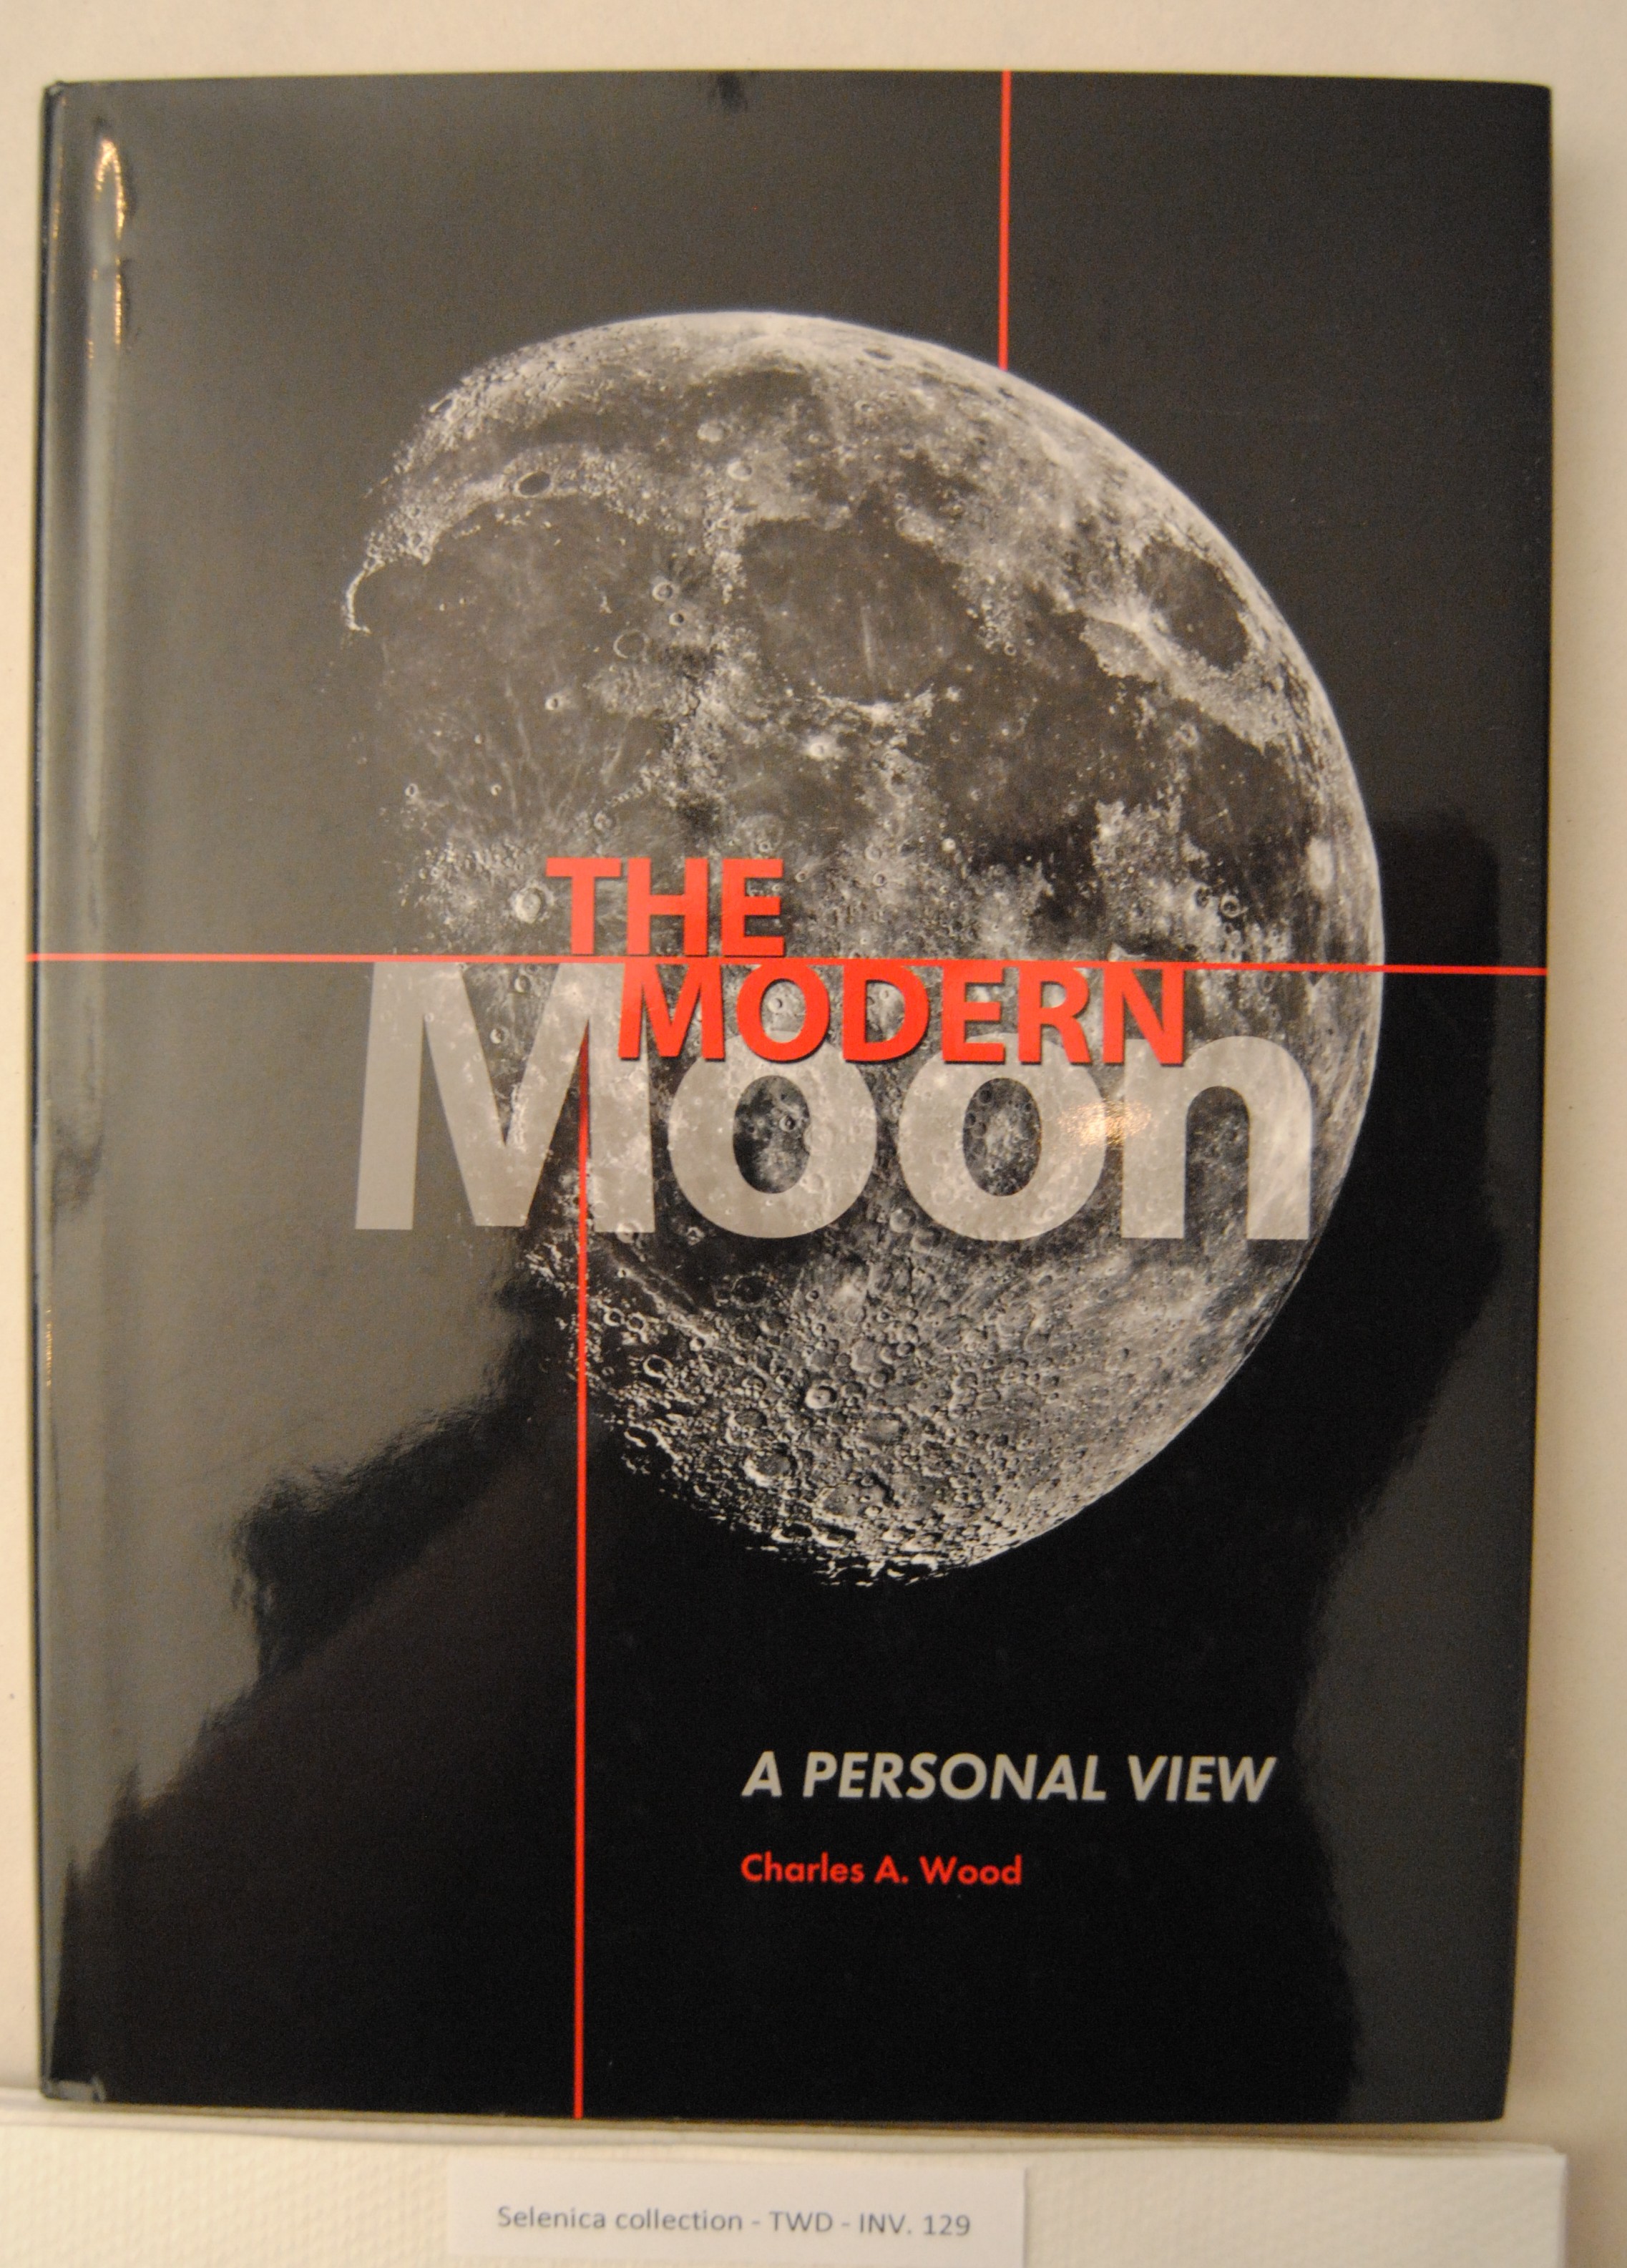 THE
MODERN
Moon
A PERSONAL VIEW
Charles A. Wood
Selenica collection - TWD - INV. 129